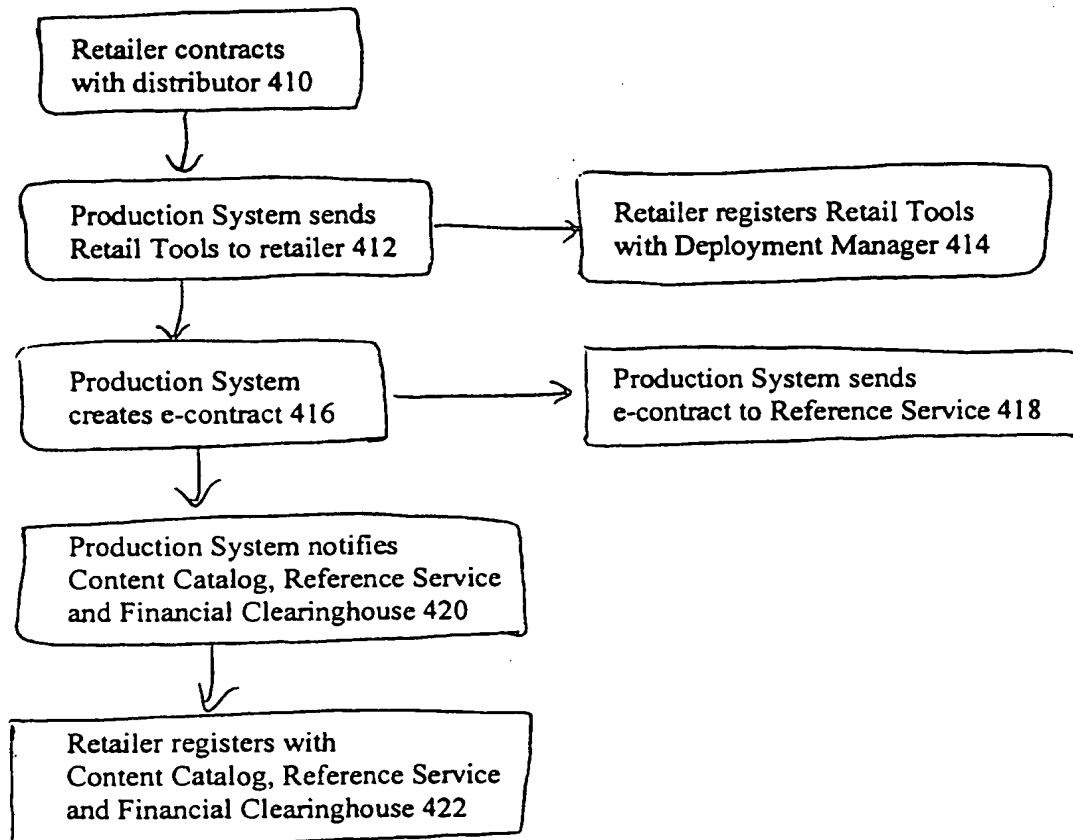 Retailer contracts
with distributor 410
Production System sends
Retail Tools to retailer 412
Retailer registers Retail Tools
with Deployment Manager 414
Production System
creates e-contract 416
Production System sends
e-contract to Reference Service 418
Production System notifies
Content Catalog, Reference Service
and Financial Clearinghouse 420
Retailer registers with
Content Catalog, Reference Service
and Financial Clearinghouse 422